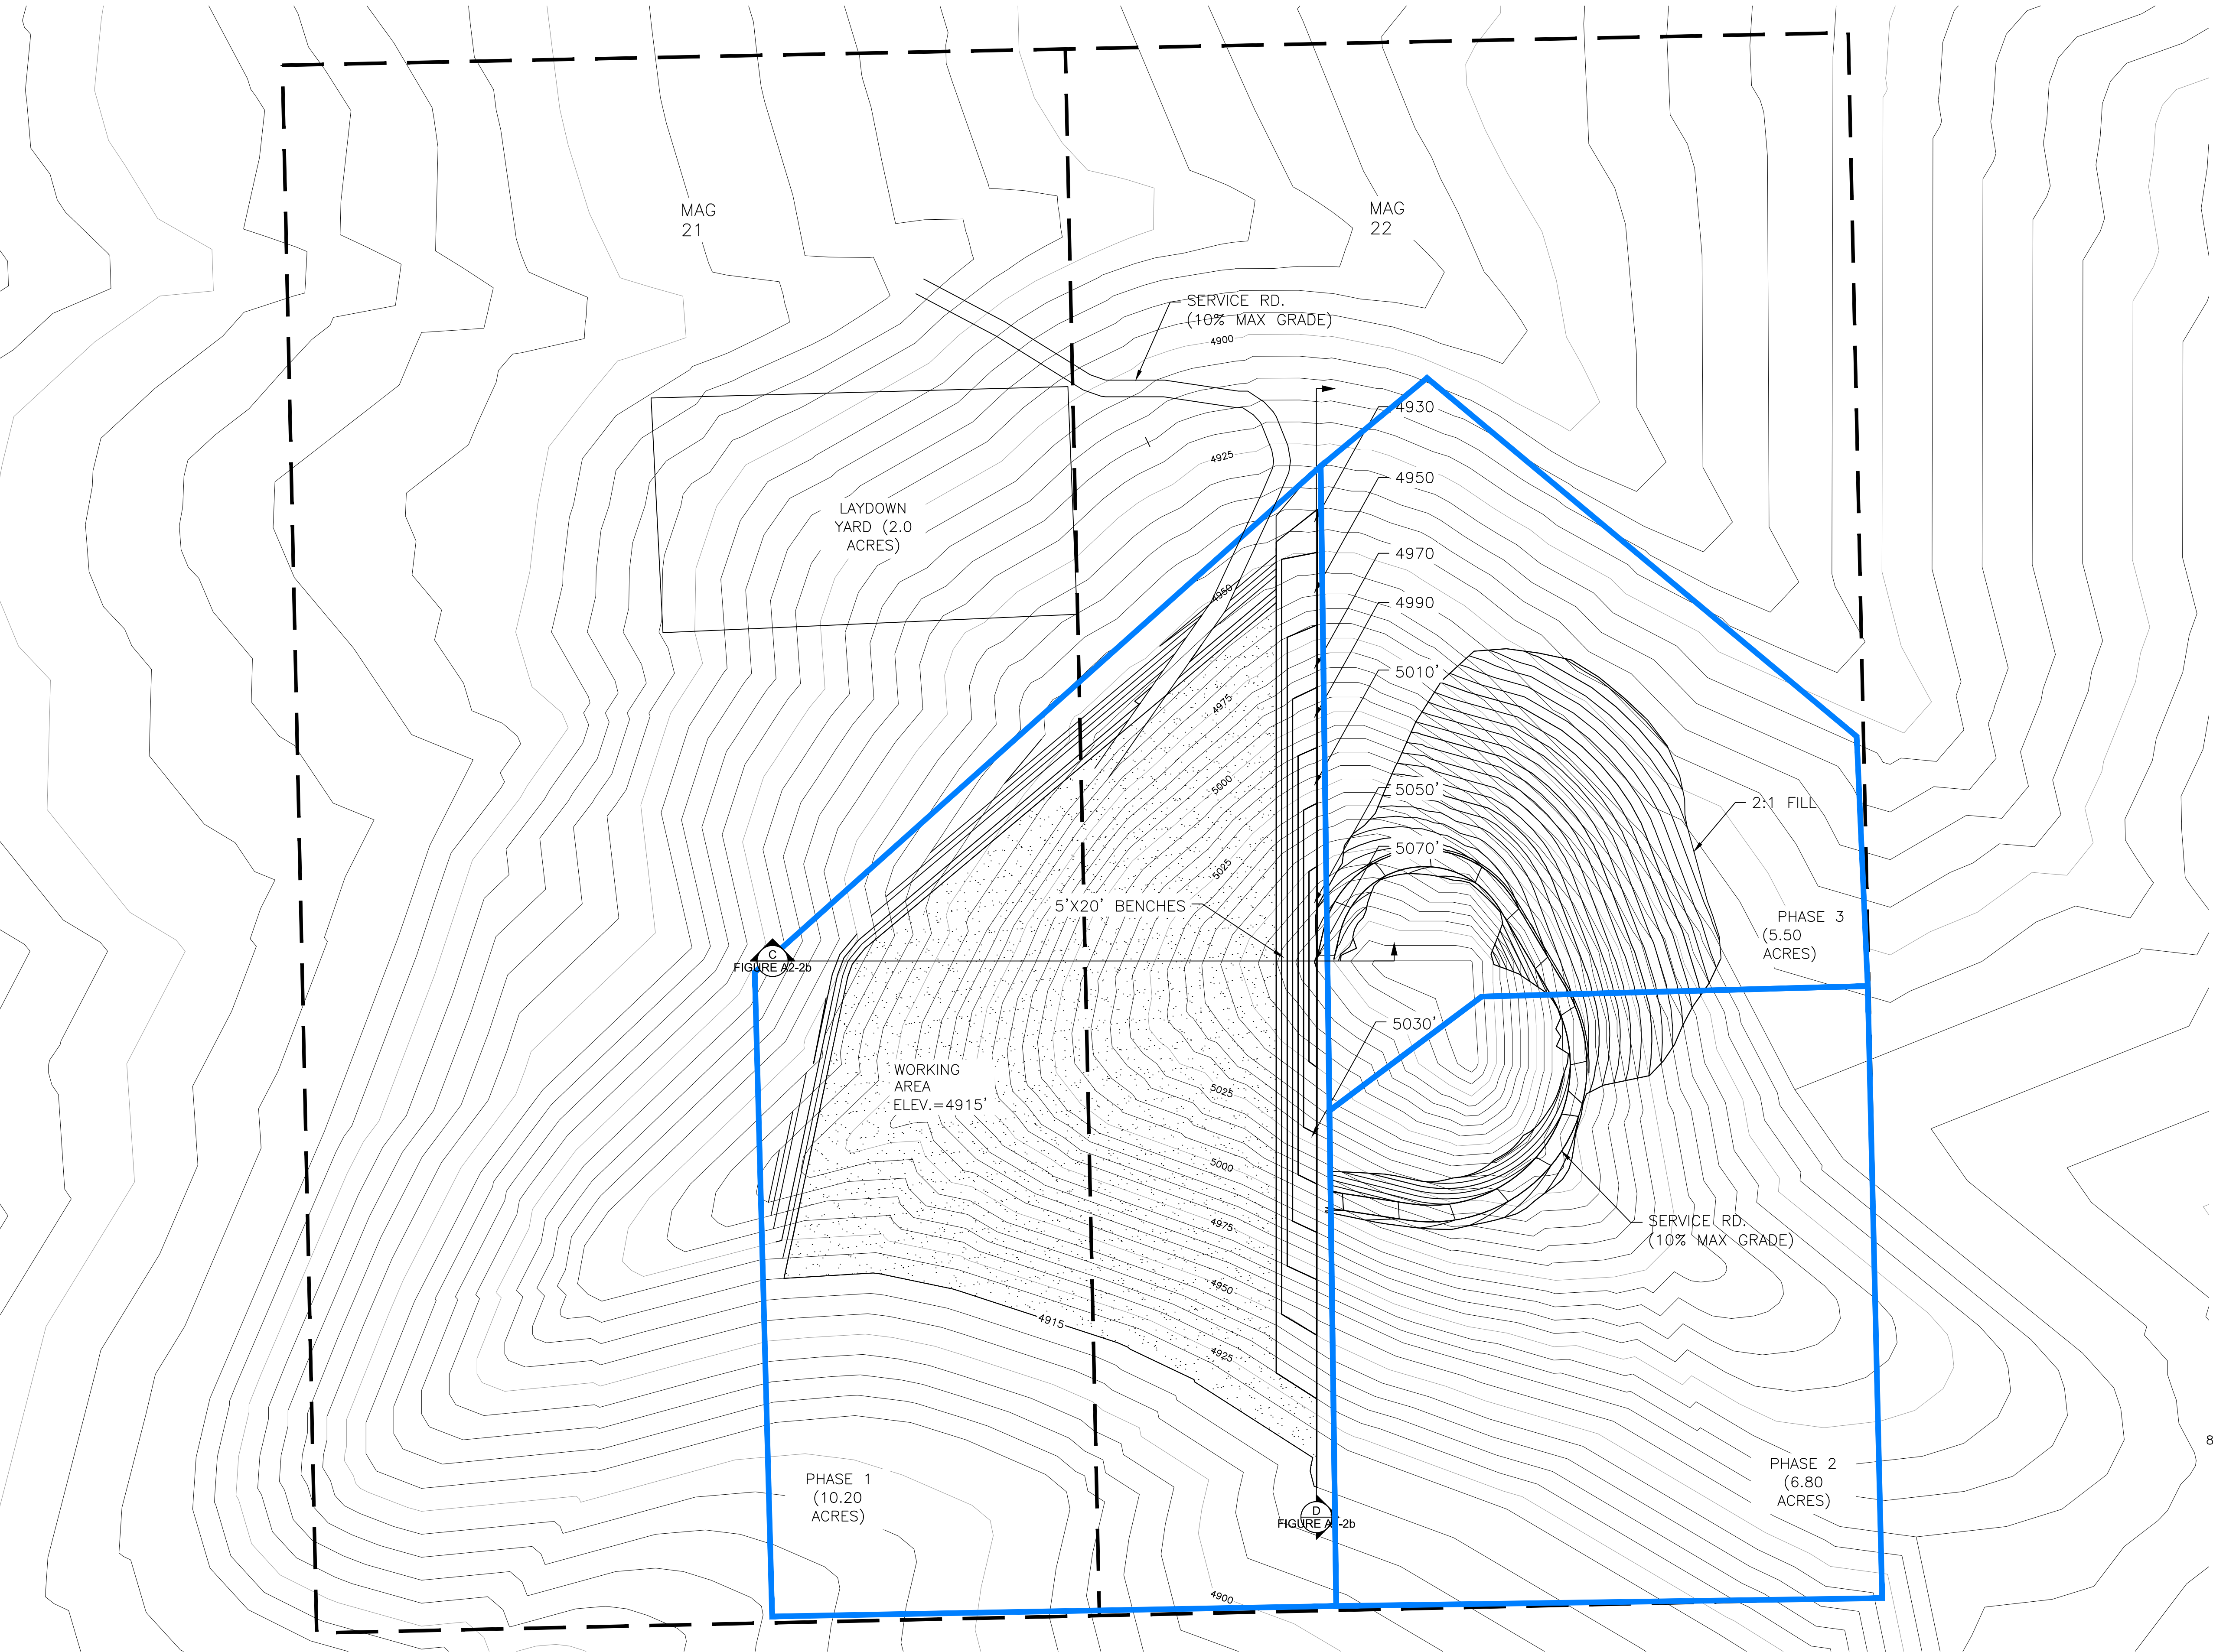 MAG
21
MAG
22
SERVICE RD.
(10% MAX GRADE)
4900
4930
4925
4950
LAYDOWN
YARD (2.0
ACRES)
4970
4950
4990
5010'
4975
5000
5050'
2:1 FILL
5070'
5025
5'X20' BENCHES
PHASE 3
(5.50
ACRES)
C
FIGURE A2-2b
5030'
WORKING
AREA
ELEV.=4915'
5025
5000
4975
SERVICE RD.
(10% MAX GRADE)
4950
4915
4925
PHASE 1
(10.20
ACRES)
PHASE 2
(6.80
ACRES)
8
D
FIGURE A2-2b
4900